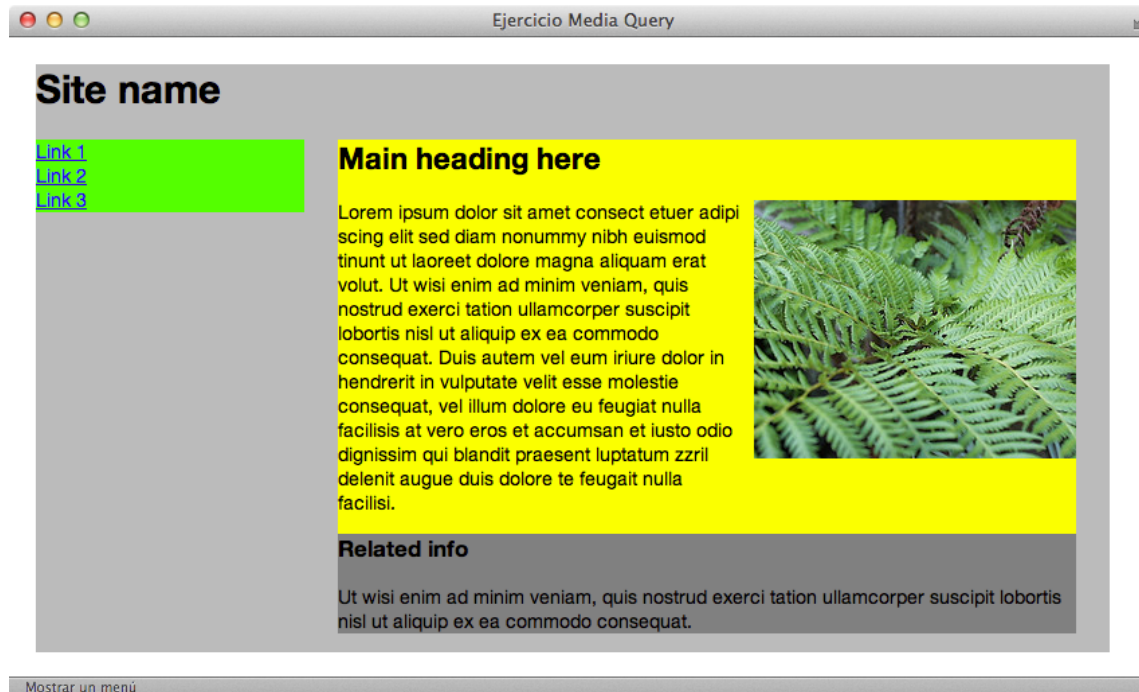 Ejercicio Media Query
Site name
Link 1
Link 2
Link 3
Main heading here
Lorem ipsum dolor sit amet consect etuer adipi
scing elit sed diam nonummy nibh euismod
tinunt ut laoreet dolore magna aliquam erat
volut. Ut wisi enim ad minim veniam, quis
nostrud exerci tation ullamcorper suscipit
lobortis nisl ut aliquip ex ea commodo
consequat. Duis autem vel eum iriure dolor in
hendrerit in vulputate velit esse molestie
consequat, vel illum dolore eu feugiat nulla
facilisis at vero eros et accumsan et iusto odio
dignissim qui blandit praesent luptatum zzril
delenit augue duis dolore te feugait nulla
facilisi.
Related info
Ut wisi enim ad minim veniam, quis nostrud exerci tation ullamcorper suscipit lobortis
nisl ut aliquip ex ea commodo consequat.
Mostrar un menú